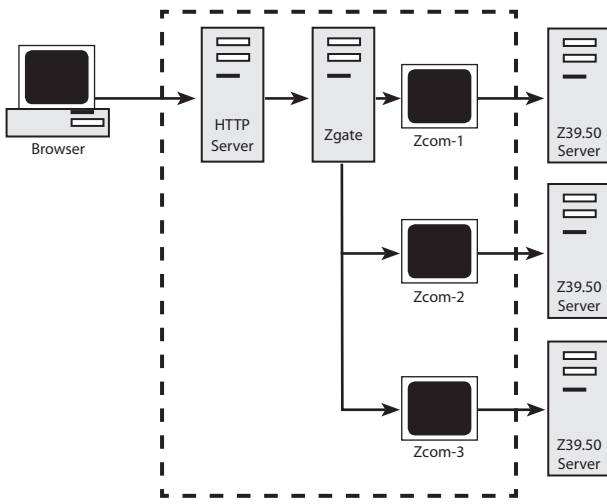 Browser
HTTP
Server
Zgate
Zcom-1
Z39.50
Server
Zcom-2
Z39.50
Server
Zcom-3
Z39.50
Server